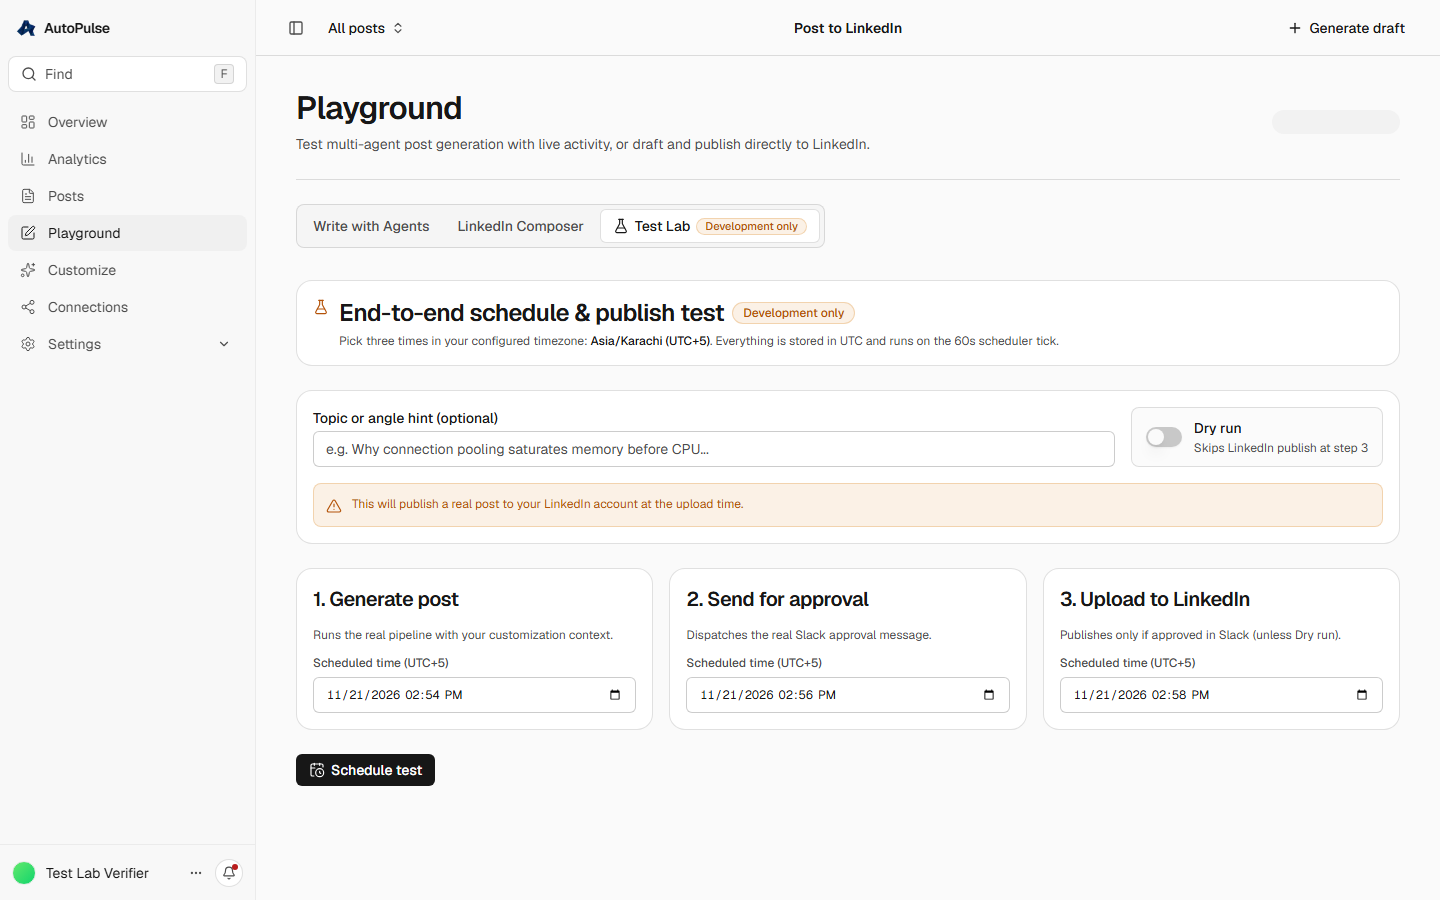 AutoPulse
Find
F
Overview
Analytics
Posts
Playground
Customize
Connections
Settings
Test Lab Verifier
All posts
Post to LinkedIn
Generate draft
Playground
Test multi-agent post generation with live activity, or draft and publish directly to LinkedIn.
Write with Agents
LinkedIn Composer
Test Lab
Development only
End-to-end schedule & publish test
Development only
Pick three times in your configured timezone: Asia/Karachi (UTC+5). Everything is stored in UTC and runs on the 60s scheduler tick.
Topic or angle hint (optional)
e.g. Why connection pooling saturates memory before CPU...
Dry run
Skips LinkedIn publish at step 3
This will publish a real post to your LinkedIn account at the upload time.
1. Generate post
Runs the real pipeline with your customization context.
Scheduled time (UTC+5)
11/21/2026 02:54 PM
2. Send for approval
Dispatches the real Slack approval message.
Scheduled time (UTC+5)
11/21/2026 02:56 PM
3. Upload to LinkedIn
Publishes only if approved in Slack (unless Dry run).
Scheduled time (UTC+5)
11/21/2026 02:58 PM
Schedule test